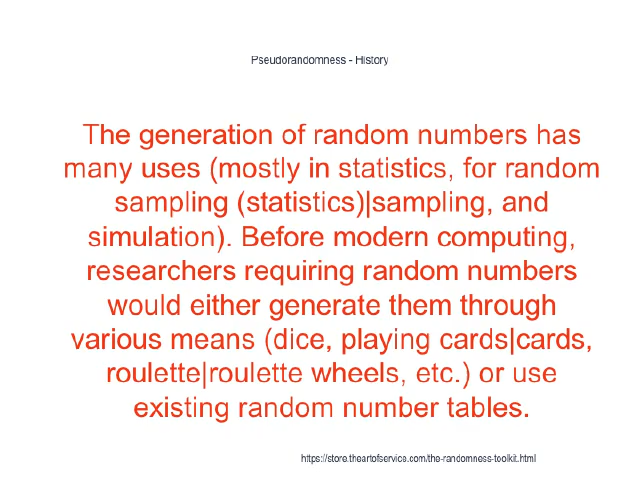 Pseudorandomness - History
The generation of random numbers has
many uses (mostly in statistics, for random
sampling (statistics)|sampling, and
simulation). Before modern computing,
researchers requiring random numbers
would either generate them through
various means (dice, playing cards|cards,
roulette|roulette wheels, etc.) or use
existing random number tables.
https://store.theartofservice.com/the-randomness-toolkit.html